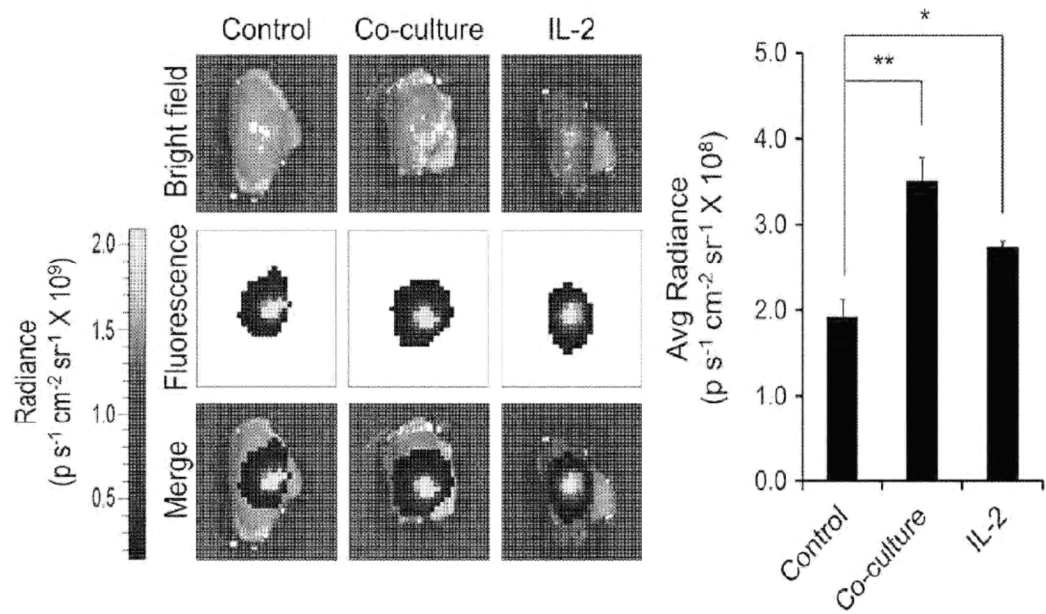 Control
Co-culture
IL-2
Bright field
Fluorescence
Merge
Radiance
(p s⁻¹ cm⁻² sr⁻¹ X 10⁹)
2.0
1.5
1.0
0.5
Avg Radiance
(p s⁻¹ cm⁻² sr⁻¹ X 10⁸)
5.0
4.0
3.0
2.0
1.0
0.0
*
**
Control
Co-culture
IL-2